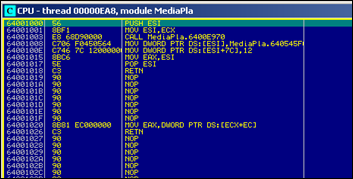 C CPU - thread 00000EA8, module MediaPla
64001000 56 PUSH ESI
64001001 8BF1 MOV ESI,ECX
64001003 E8 68D90000 CALL MediaPla.6400E970
64001008 C706 F0450564 MOV DWORD PTR DS:[ESI],MediaPla.640545F0
6400100E C746 7C 12000000 MOV DWORD PTR DS:[ESI+7C],12
64001015 8BC6 MOV EAX,ESI
64001017 5E POP ESI
64001018 C3 RETN
64001019 90 NOP
6400101A 90 NOP
6400101B 90 NOP
6400101C 90 NOP
6400101D 90 NOP
6400101E 90 NOP
6400101F 90 NOP
64001020 8B81 EC000000 MOV EAX,DWORD PTR DS:[ECX+EC]
64001026 C3 RETN
64001027 90 NOP
64001028 90 NOP
64001029 90 NOP
6400102A 90 NOP
6400102B 90 NOP
6400102C 90 NOP